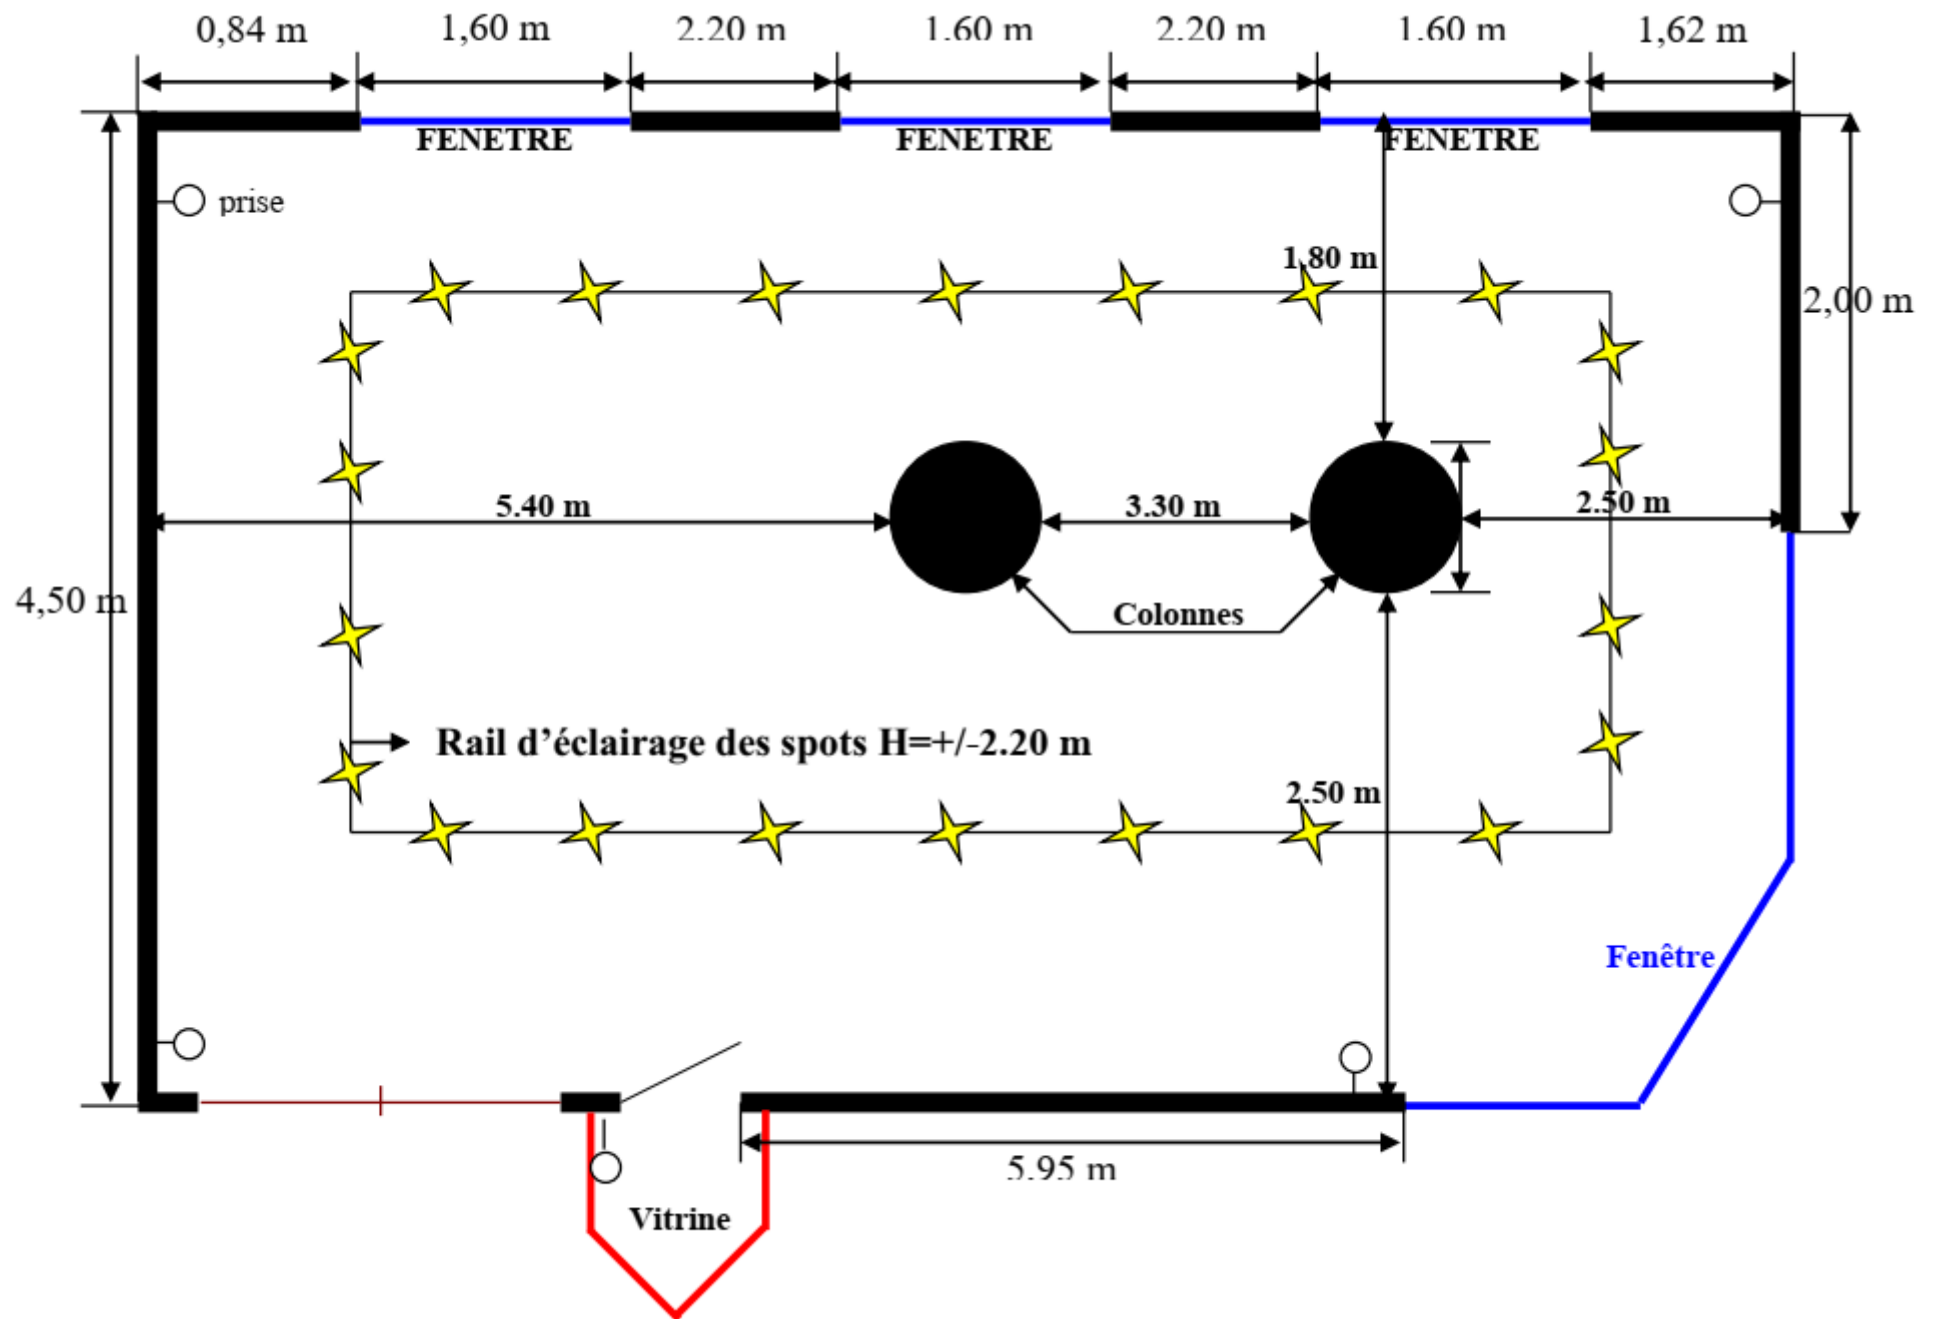 0,84 m
1,60 m
2.20 m
1.60 m
2.20 m
1.60 m
1,62 m
FENETRE
FENETRE
FENETRE
prise
1.80 m
2,00 m
5.40 m
3.30 m
2.50 m
4,50 m
Colonnes
Rail d’éclairage des spots H=+/-2.20 m
2.50 m
Fenêtre
5.95 m
Vitrine